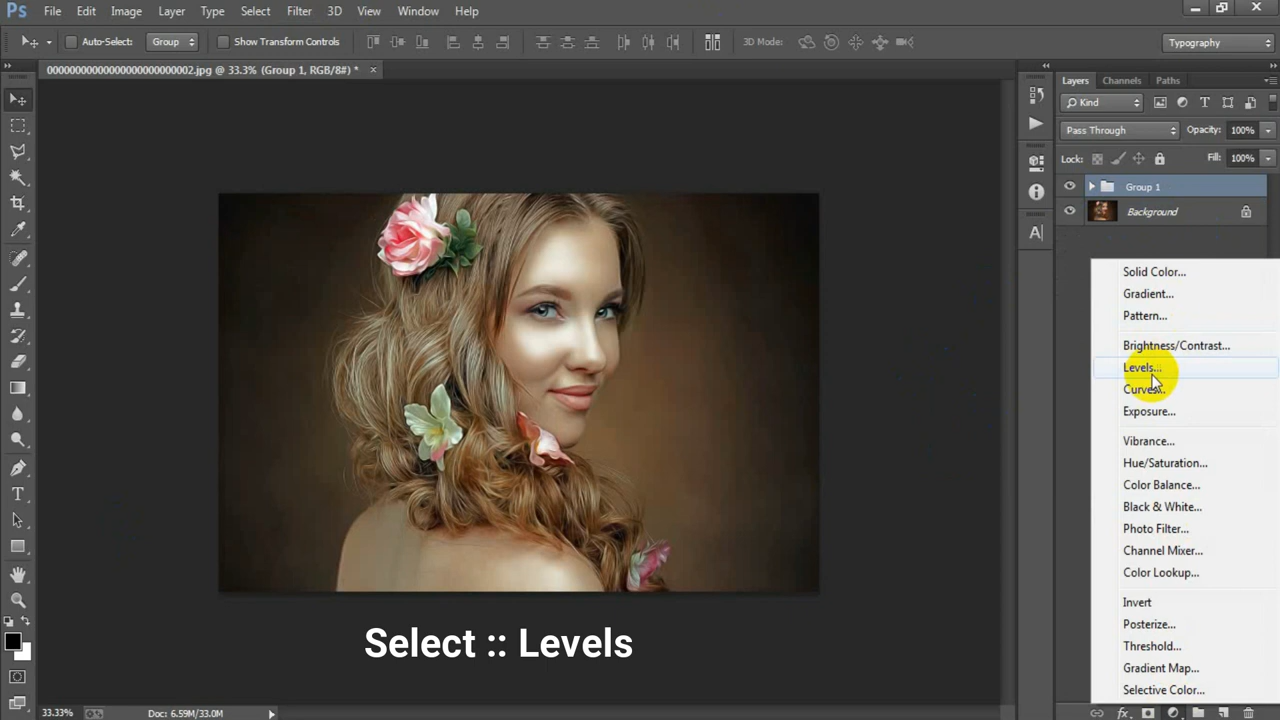 Ps File Edit Image Layer Type Select Filter 3D View Window Help
Auto-Select: Group Show Transform Controls 3D Mode: Typography
00000000000000000000000002.jpg @ 33.3% (Group 1, RGB/8#) *
Layers Channels Paths
Kind
Pass Through Opacity: 100%
Lock: Fill: 100%
Group 1
Background
Solid Color...
Gradient...
Pattern...
Brightness/Contrast...
Levels...
Curves...
Exposure...
Vibrance...
Hue/Saturation...
Color Balance...
Black & White...
Photo Filter...
Channel Mixer...
Color Lookup...
Invert
Posterize...
Threshold...
Gradient Map...
Selective Color...
Select :: Levels
33.33% Doc: 6.59M/33.0M